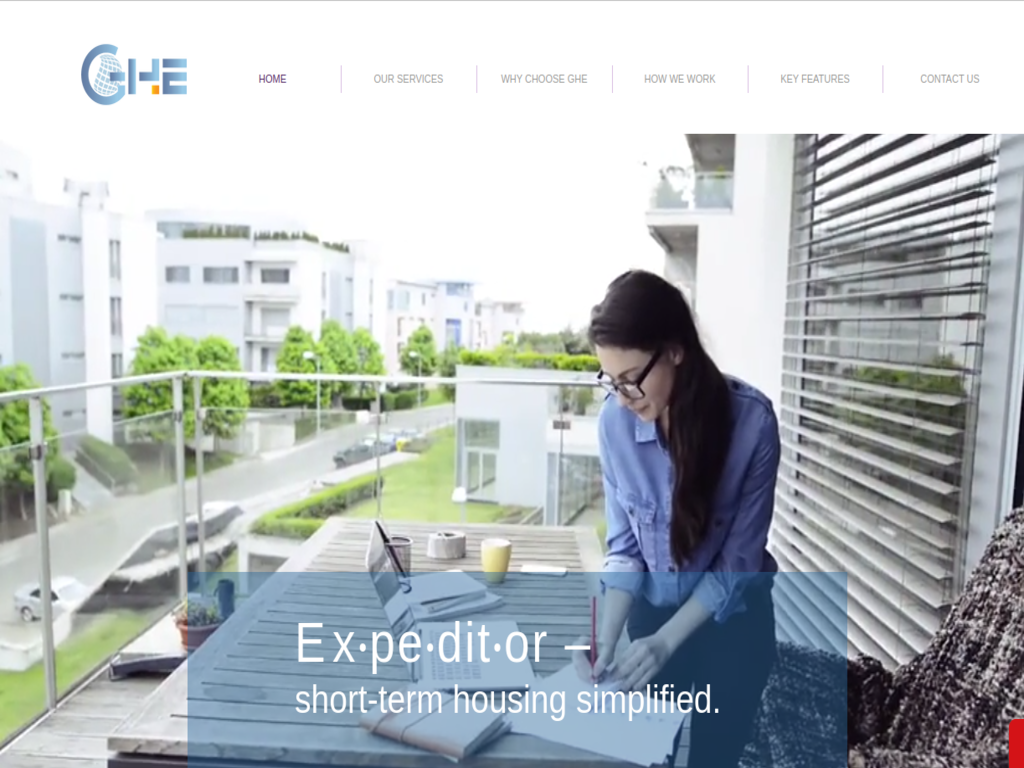 GHE
HOME
OUR SERVICES
WHY CHOOSE GHE
HOW WE WORK
KEY FEATURES
CONTACT US
Ex·pe·dit·or –
short-term housing simplified.